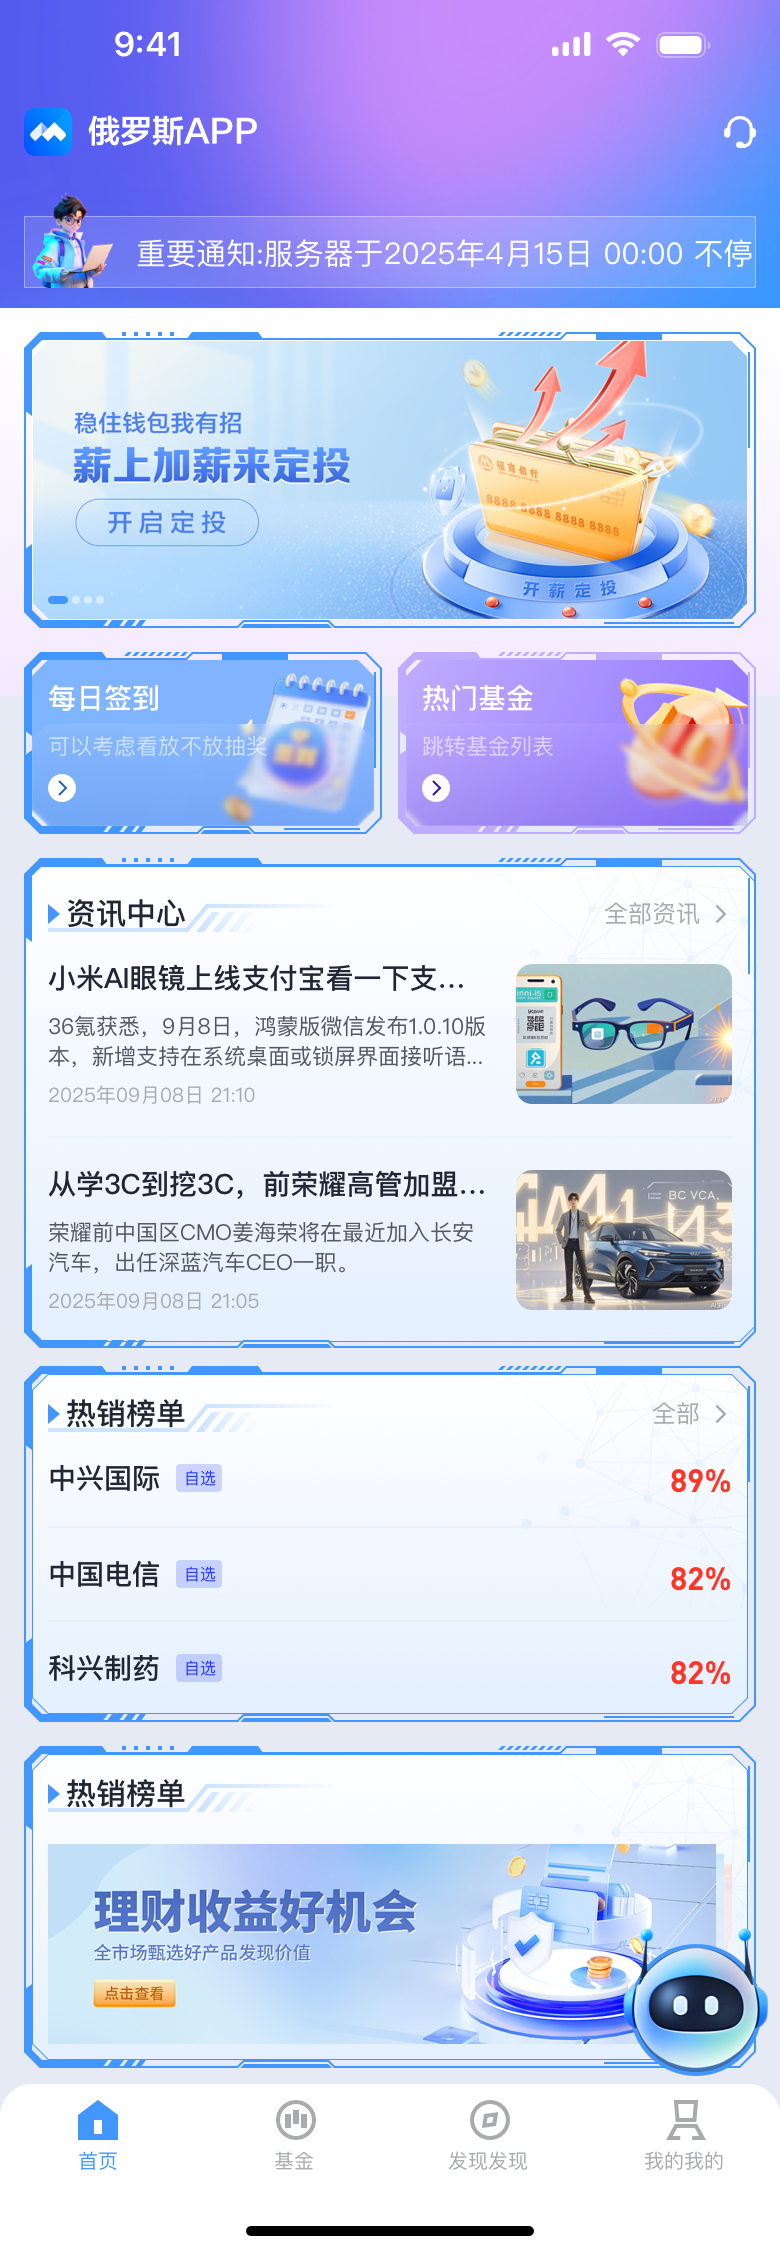 9:41
俄罗斯APP
重要通知:服务器于2025年4月15日 00:00 不停
稳住钱包我有招
薪上加薪来定投
开启定投
招商银行
8888 8888 8888 8888
开薪定投
每日签到
可以考虑看放不放抽奖
热门基金
跳转基金列表
资讯中心
全部资讯
小米AI眼镜上线支付宝看一下支...
36氪获悉，9月8日，鸿蒙版微信发布1.0.10版
本，新增支持在系统桌面或锁屏界面接听语...
2025年09月08日 21:10
从学3C到挖3C，前荣耀高管加盟...
荣耀前中国区CMO姜海荣将在最近加入长安
汽车，出任深蓝汽车CEO一职。
2025年09月08日 21:05
BC VCA.
热销榜单
全部
中兴国际
自选
89%
中国电信
自选
82%
科兴制药
自选
82%
热销榜单
理财收益好机会
全市场甄选好产品发现价值
点击查看
首页
基金
发现发现
我的我的